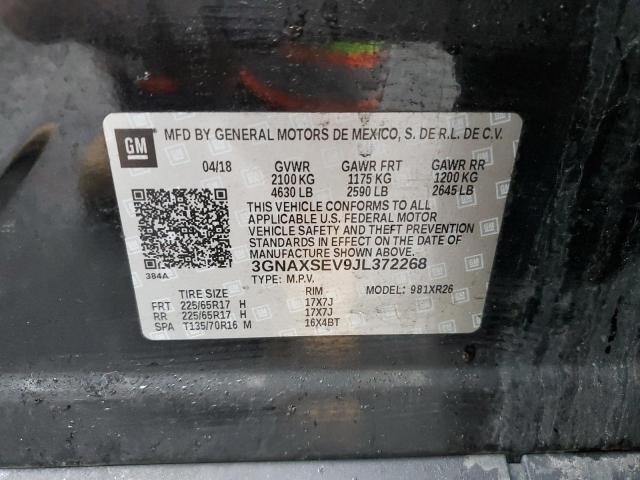 GM MFD BY GENERAL MOTORS DE MEXICO, S. DE R.L. DE C.V.
04/18 GVWR GAWR FRT GAWR RR
2100 KG 1175 KG 1200 KG
4630 LB 2590 LB 2645 LB
THIS VEHICLE CONFORMS TO ALL
APPLICABLE U.S. FEDERAL MOTOR
VEHICLE SAFETY AND THEFT PREVENTION
STANDARDS IN EFFECT ON THE DATE OF
MANUFACTURE SHOWN ABOVE.
3GNAXSEV9JL372268
384A TYPE: M.P.V. MODEL: 981XR26
TIRE SIZE RIM
FRT 225/65R17 H 17X7J
RR 225/65R17 H 17X7J
SPA T135/70R16 M 16X4BT